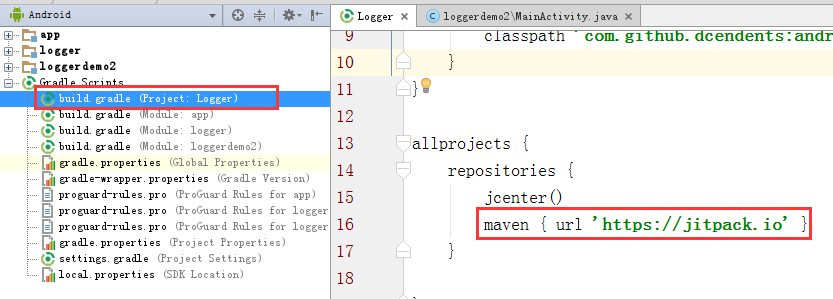 Android
app
logger
loggerdemo2
Gradle Scripts
build.gradle (Project: Logger)
build.gradle (Module: app)
build.gradle (Module: logger)
build.gradle (Module: loggerdemo2)
gradle.properties (Global Properties)
gradle-wrapper.properties (Gradle Version)
proguard-rules.pro (ProGuard Rules for app)
proguard-rules.pro (ProGuard Rules for logger
proguard-rules.pro (ProGuard Rules for logger
gradle.properties (Project Properties)
settings.gradle (Project Settings)
local.properties (SDK Location)
Logger
loggerdemo2\MainActivity.java
9 classpath 'com.github.dcendents:andr
10 }
11 }
12
13 allprojects {
14 repositories {
15 jcenter()
16 maven { url 'https://jitpack.io' }
17 }
18